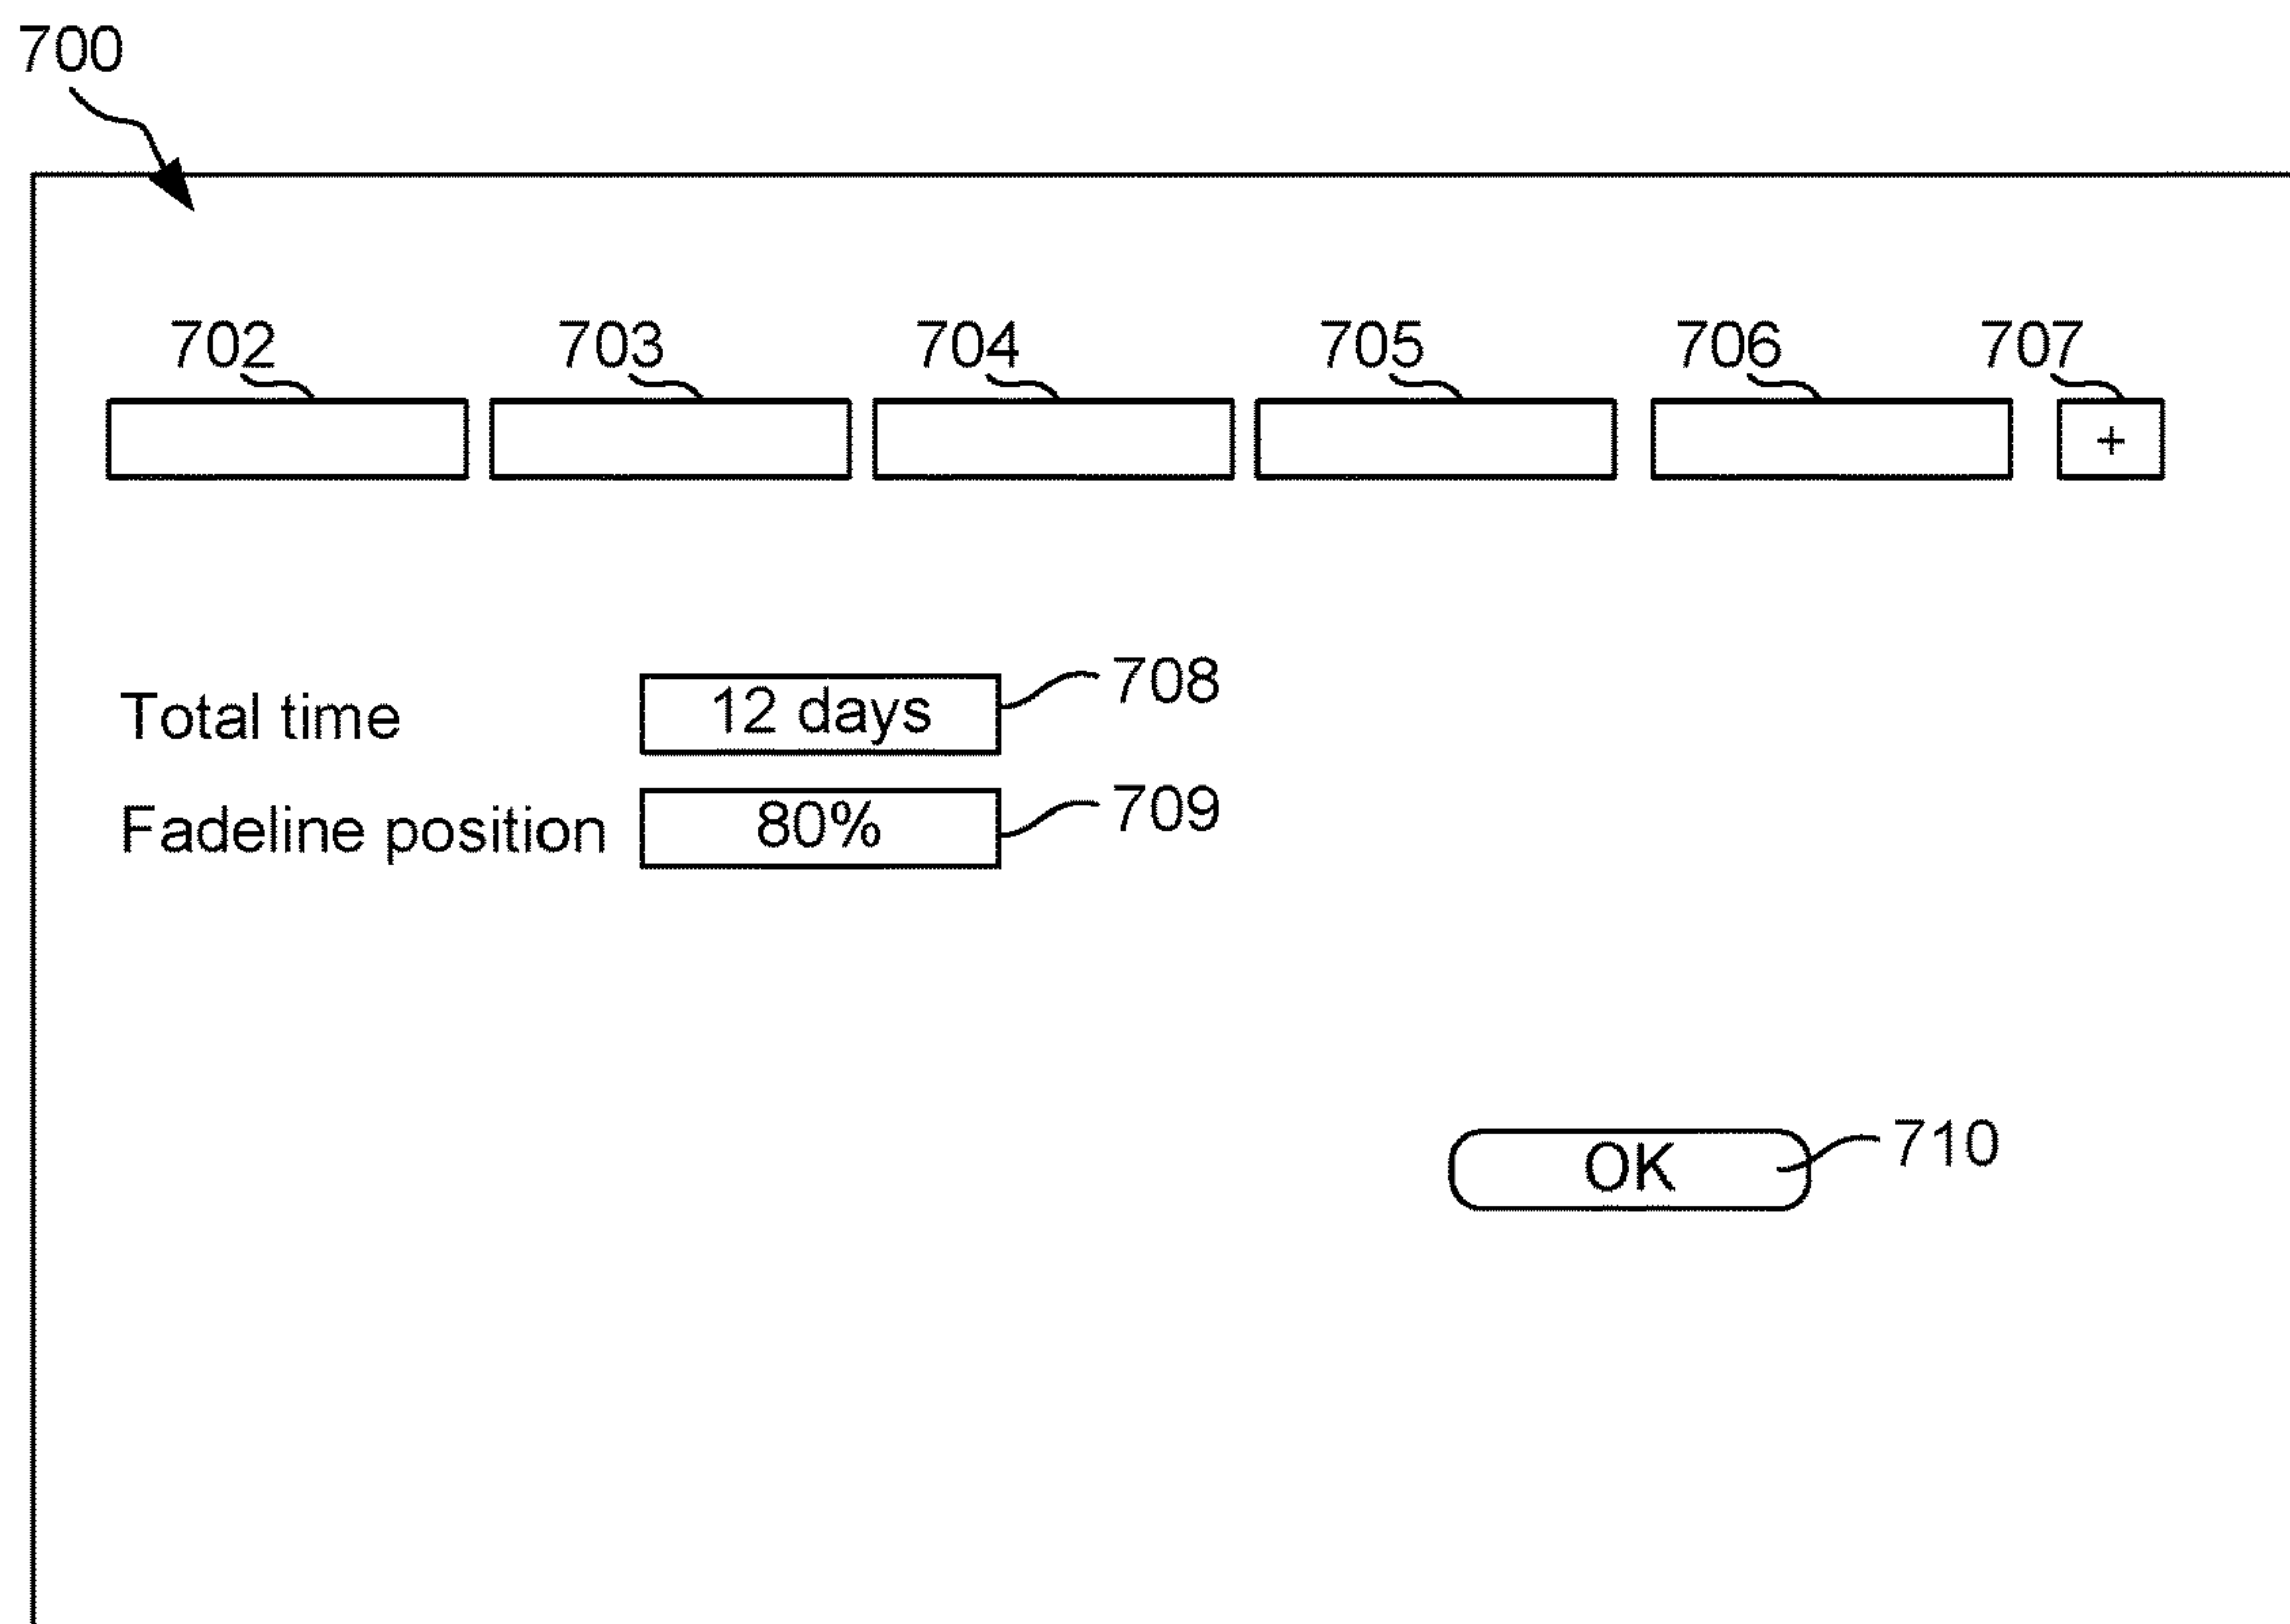 700
702 703 704 705 706 707
+
Total time 12 days 708
Fadeline position 80% 709
OK 710